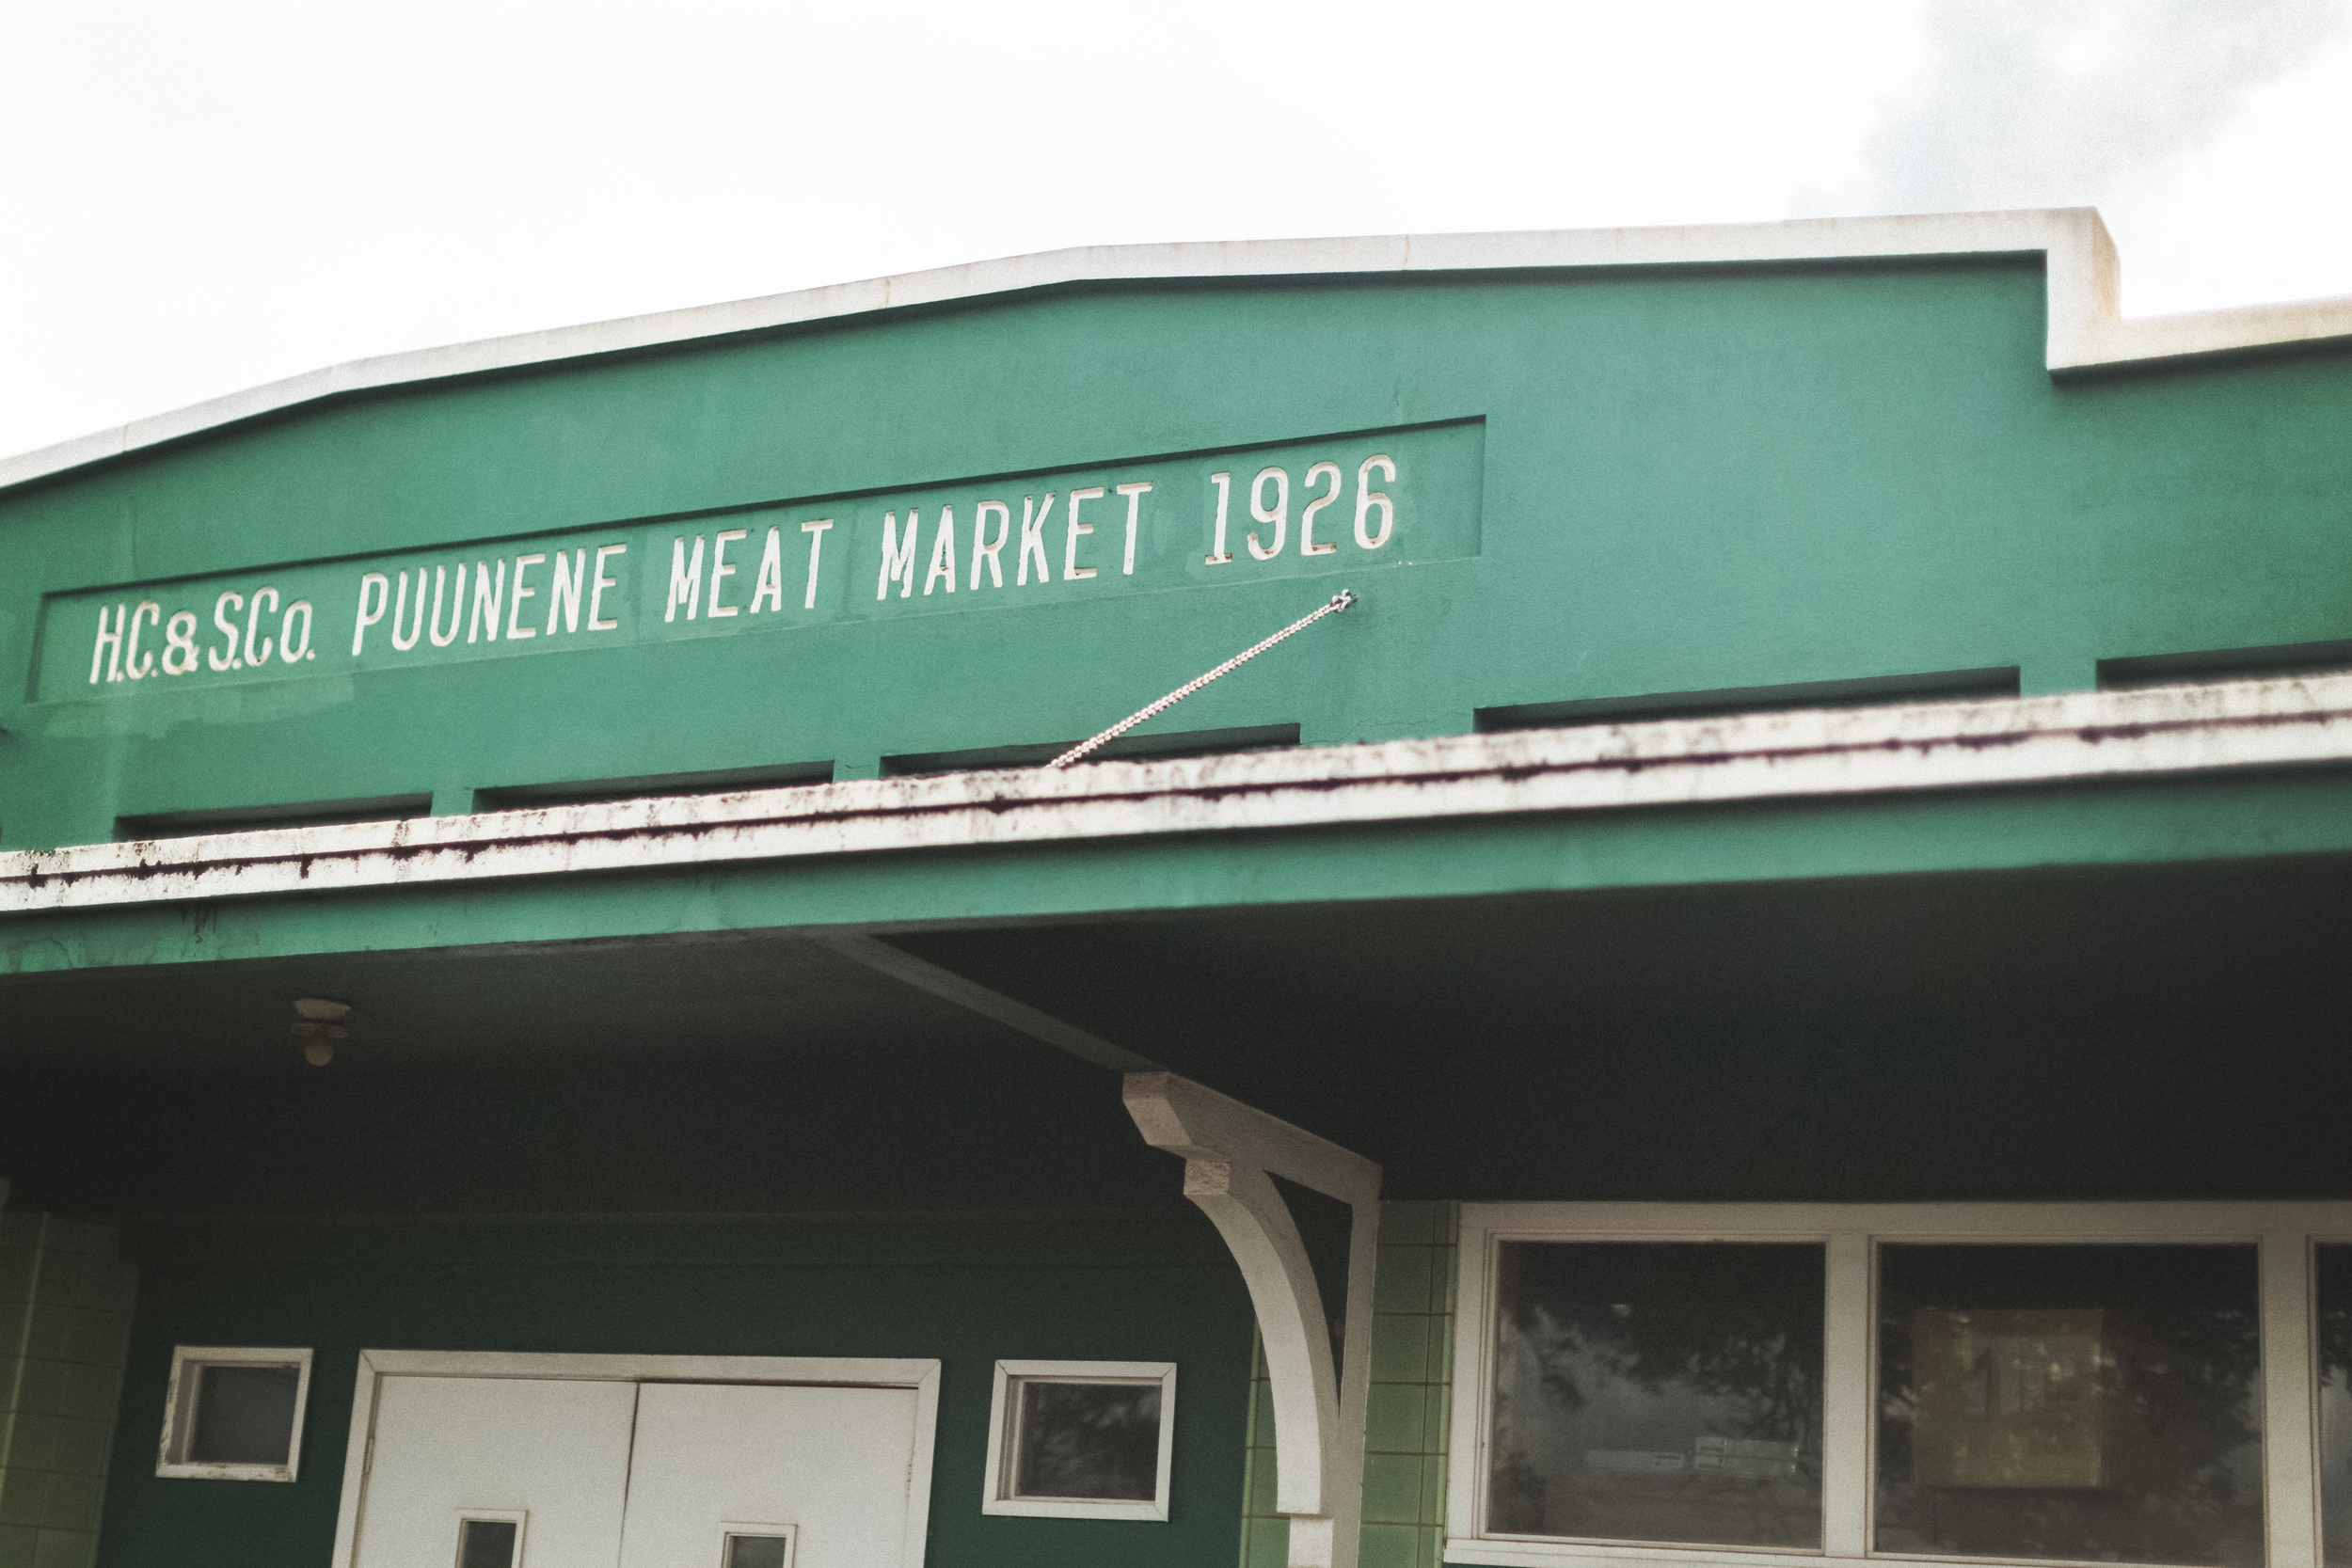 H.C.&S.Co. PUUNENE MEAT MARKET 1926